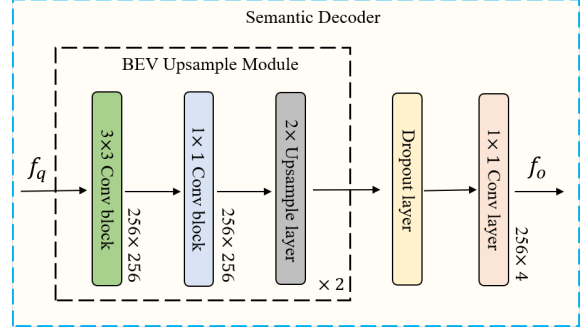 Semantic Decoder
BEV Upsample Module
f_q
3×3 Conv block
256× 256
1× 1 Conv block
256× 256
2× Upsample layer
× 2
Dropout layer
1× 1 Conv layer
256× 4
f_o